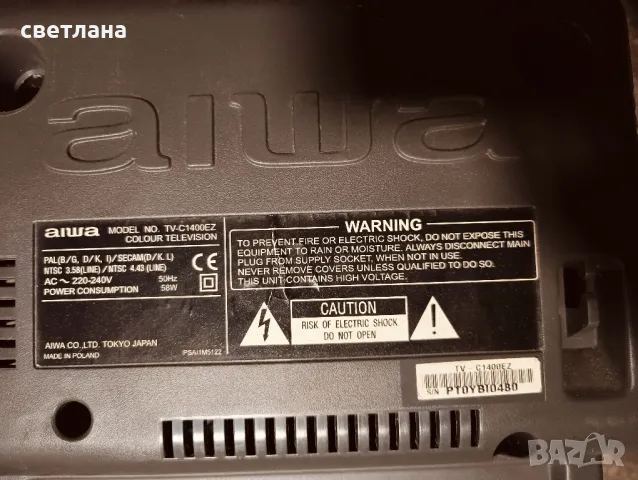 светлана
aiwa
aiwa MODEL NO. TV-C1400EZ
COLOUR TELEVISION
PAL(B/G, D/K, I)/SECAM(D/K. L)
NTSC 3.58(LINE)/NTSC 4.43 (LINE)
AC ~ 220-240V 50Hz
POWER CONSUMPTION 58W
CE
AIWA CO.,LTD. TOKYO JAPAN
MADE IN POLAND PSAI1M5122
WARNING
TO PREVENT FIRE OR ELECTRIC SHOCK, DO NOT EXPOSE THIS
EQUIPMENT TO RAIN OR MOISTURE. ALWAYS DISCONNECT MAIN
PLUG FROM SUPPLY SOCKET, WHEN NOT IN USE.
NEVER REMOVE COVERS UNLESS QUALIFIED TO DO SO.
THIS UNIT CONTAINS HIGH VOLTAGE.
CAUTION
RISK OF ELECTRIC SHOCK
DO NOT OPEN
TV - C1400EZ
S/N PT0YBI0480
BAZAR
bg